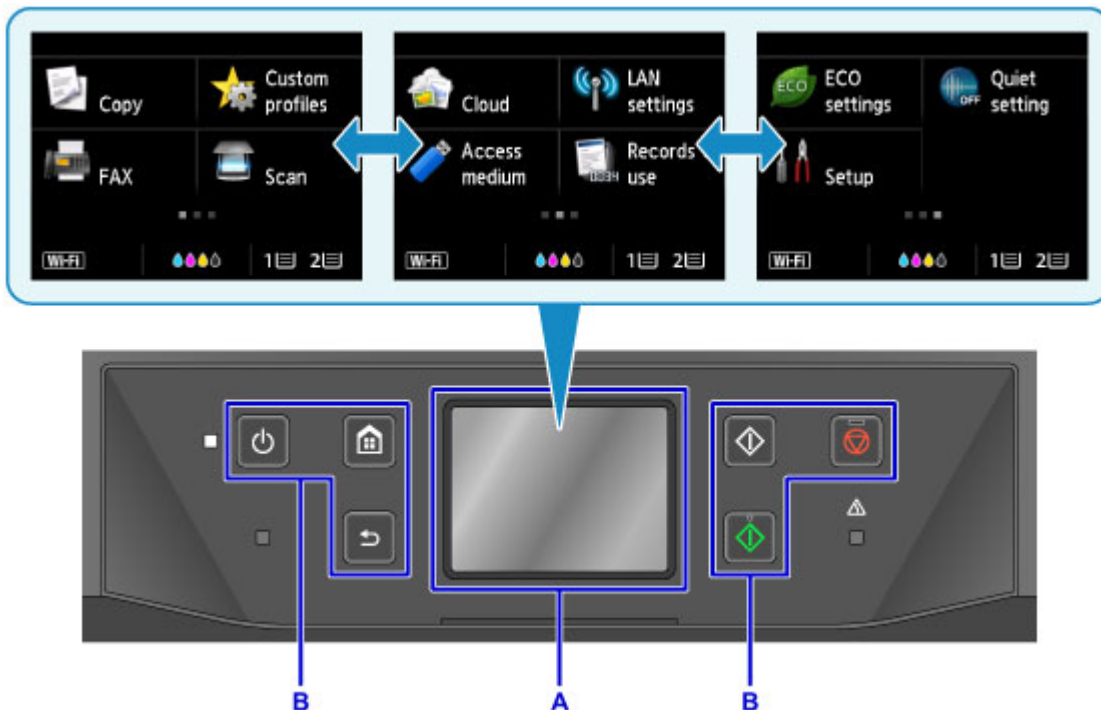 Copy
Custom
profiles
FAX
Scan
Wi-Fi
1 2
Cloud
LAN
settings
Access
medium
Records
use
Wi-Fi
1 2
ECO
ECO
settings
OFF
Quiet
setting
Setup
Wi-Fi
1 2
B
A
B